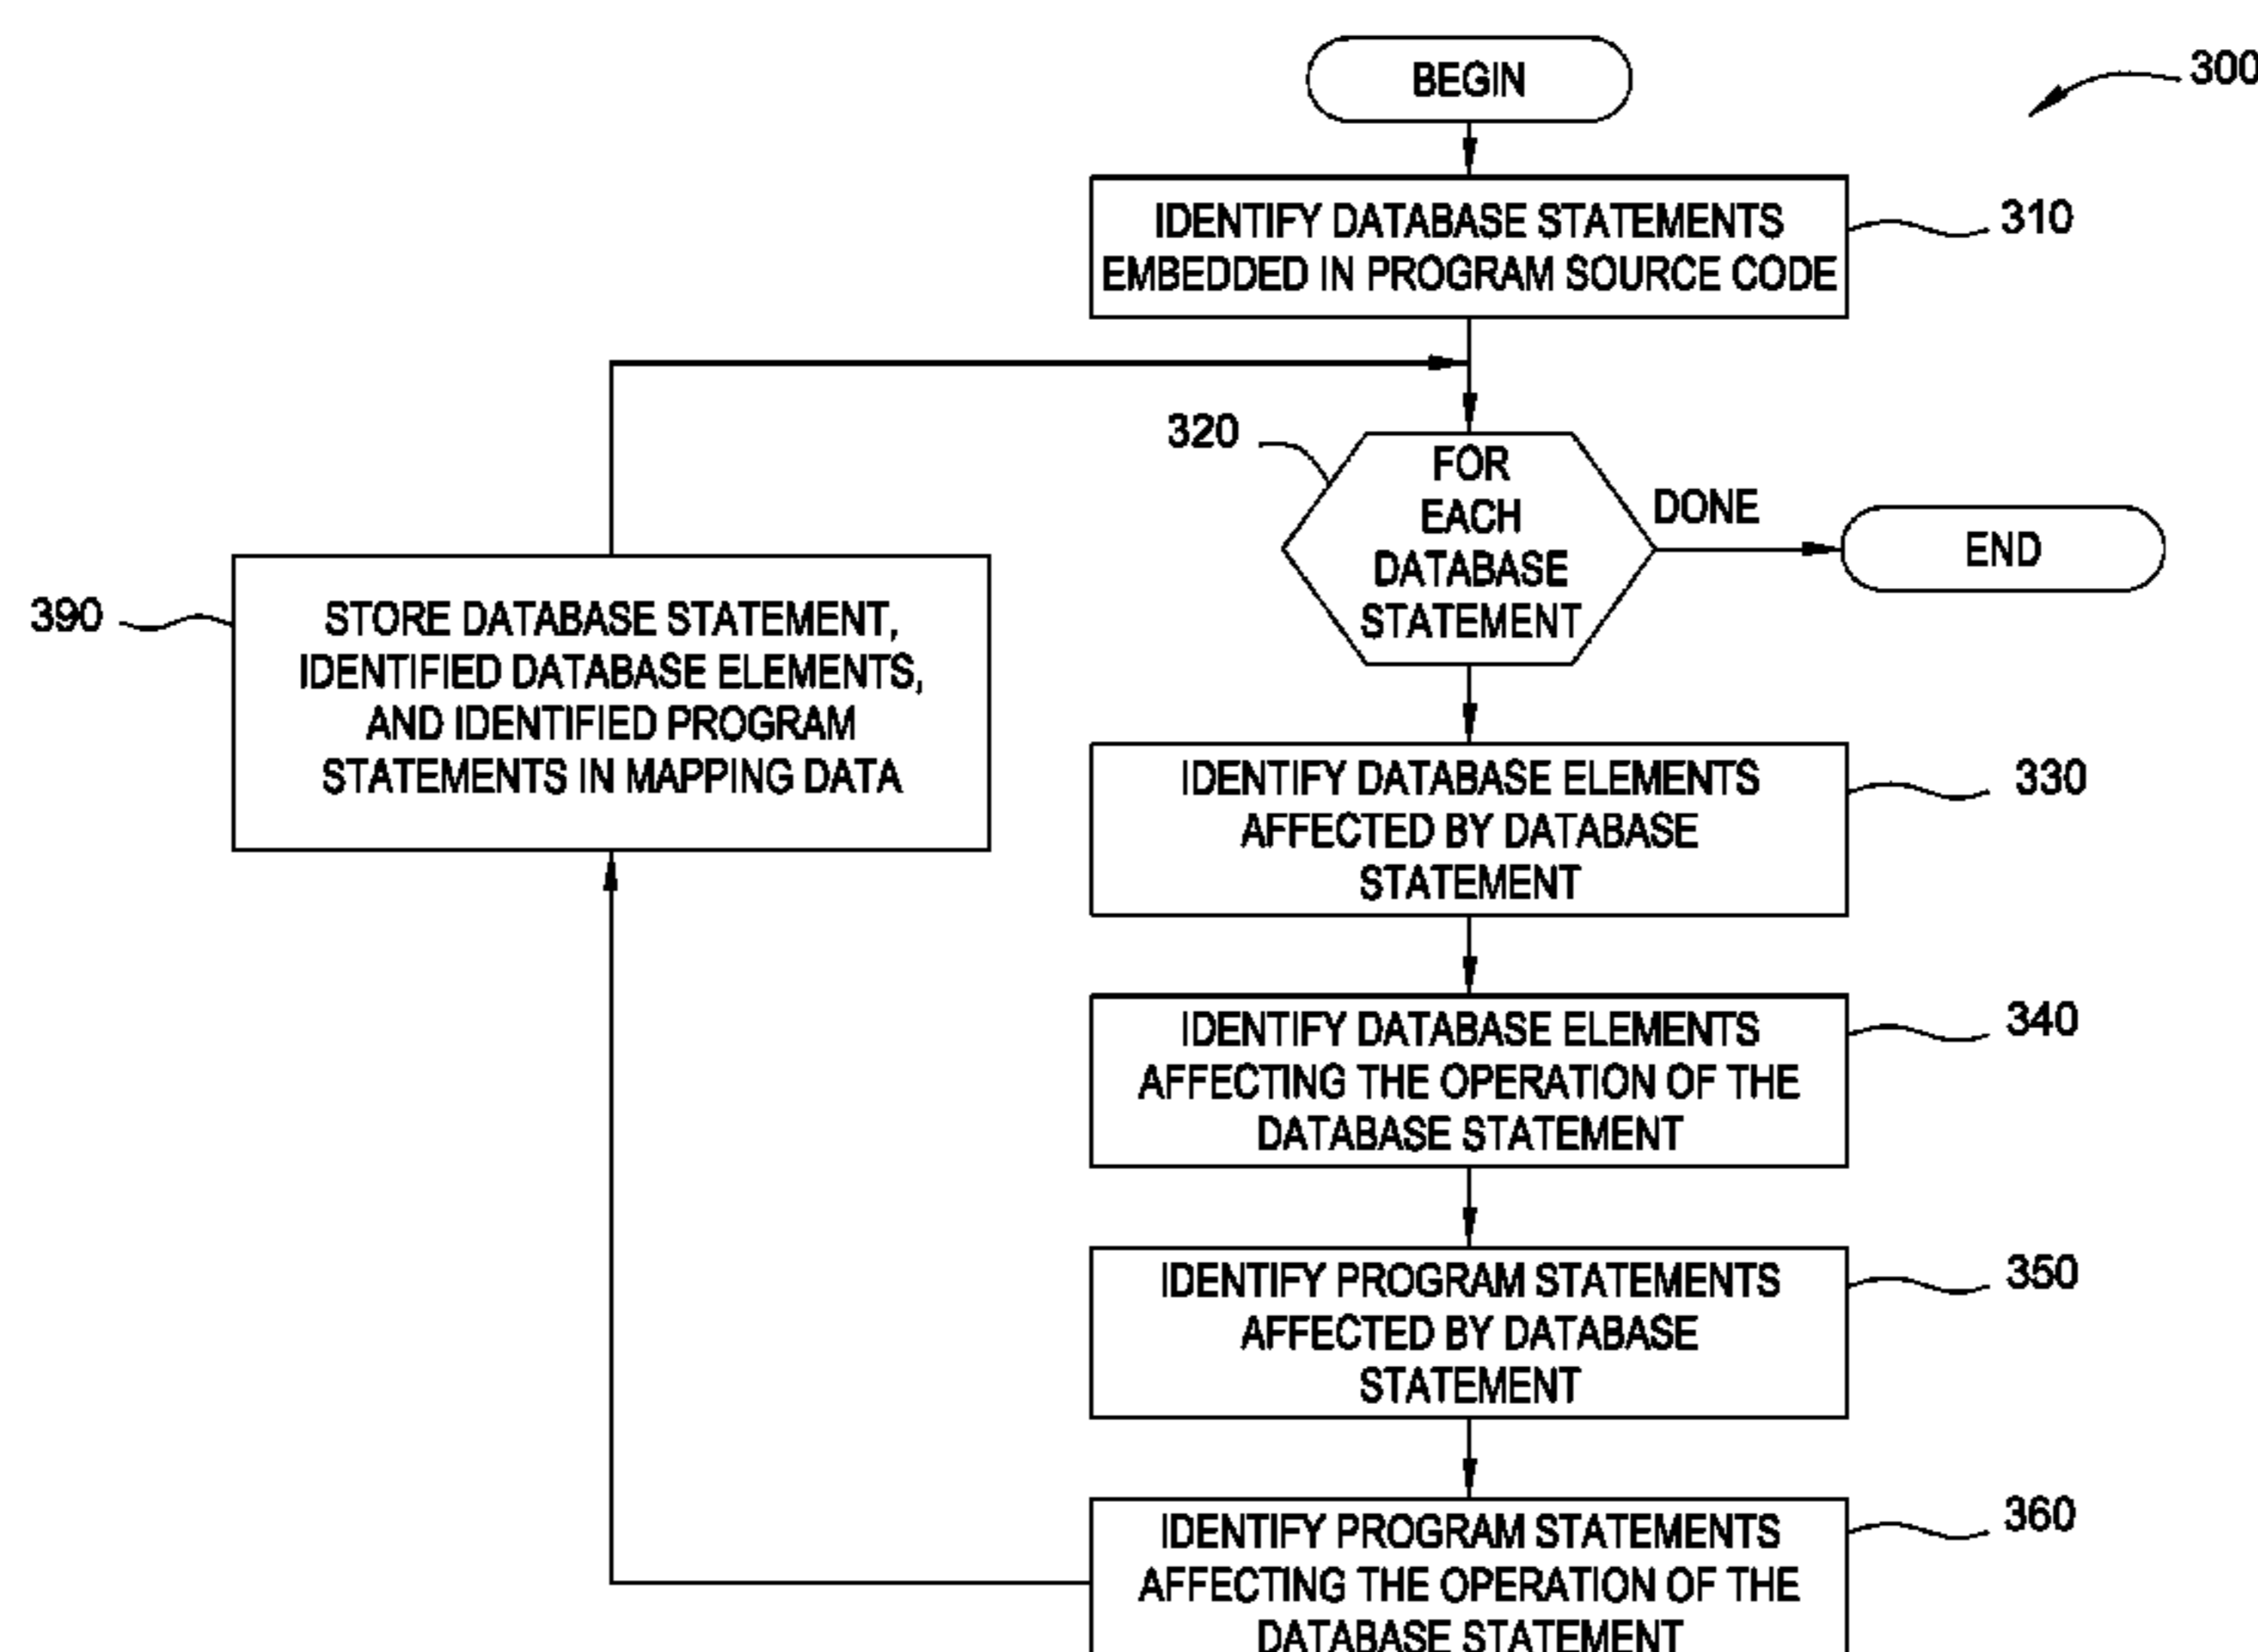 BEGIN
300
IDENTIFY DATABASE STATEMENTS
EMBEDDED IN PROGRAM SOURCE CODE
310
320
FOR
EACH
DATABASE
STATEMENT
DONE
END
390
STORE DATABASE STATEMENT,
IDENTIFIED DATABASE ELEMENTS,
AND IDENTIFIED PROGRAM
STATEMENTS IN MAPPING DATA
IDENTIFY DATABASE ELEMENTS
AFFECTED BY DATABASE
STATEMENT
330
IDENTIFY DATABASE ELEMENTS
AFFECTING THE OPERATION OF THE
DATABASE STATEMENT
340
IDENTIFY PROGRAM STATEMENTS
AFFECTED BY DATABASE
STATEMENT
350
IDENTIFY PROGRAM STATEMENTS
AFFECTING THE OPERATION OF THE
DATABASE STATEMENT
360